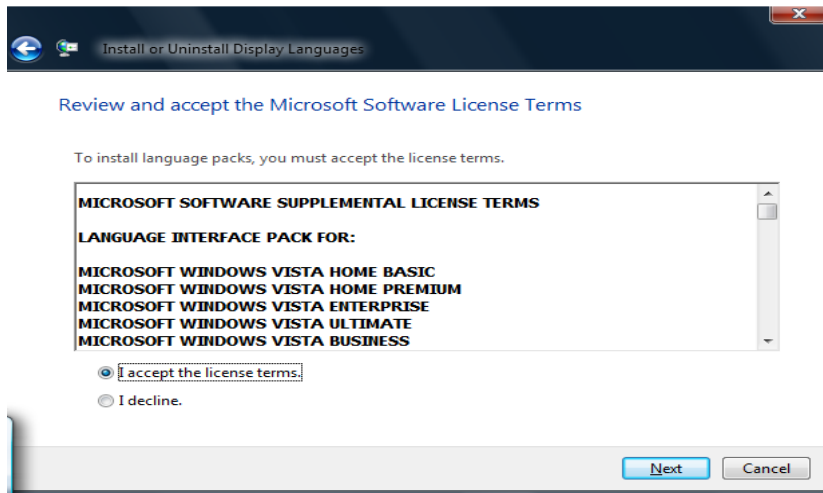 Install or Uninstall Display Languages
Review and accept the Microsoft Software License Terms
To install language packs, you must accept the license terms.
MICROSOFT SOFTWARE SUPPLEMENTAL LICENSE TERMS
LANGUAGE INTERFACE PACK FOR:
MICROSOFT WINDOWS VISTA HOME BASIC
MICROSOFT WINDOWS VISTA HOME PREMIUM
MICROSOFT WINDOWS VISTA ENTERPRISE
MICROSOFT WINDOWS VISTA ULTIMATE
MICROSOFT WINDOWS VISTA BUSINESS
I accept the license terms.
I decline.
Next Cancel